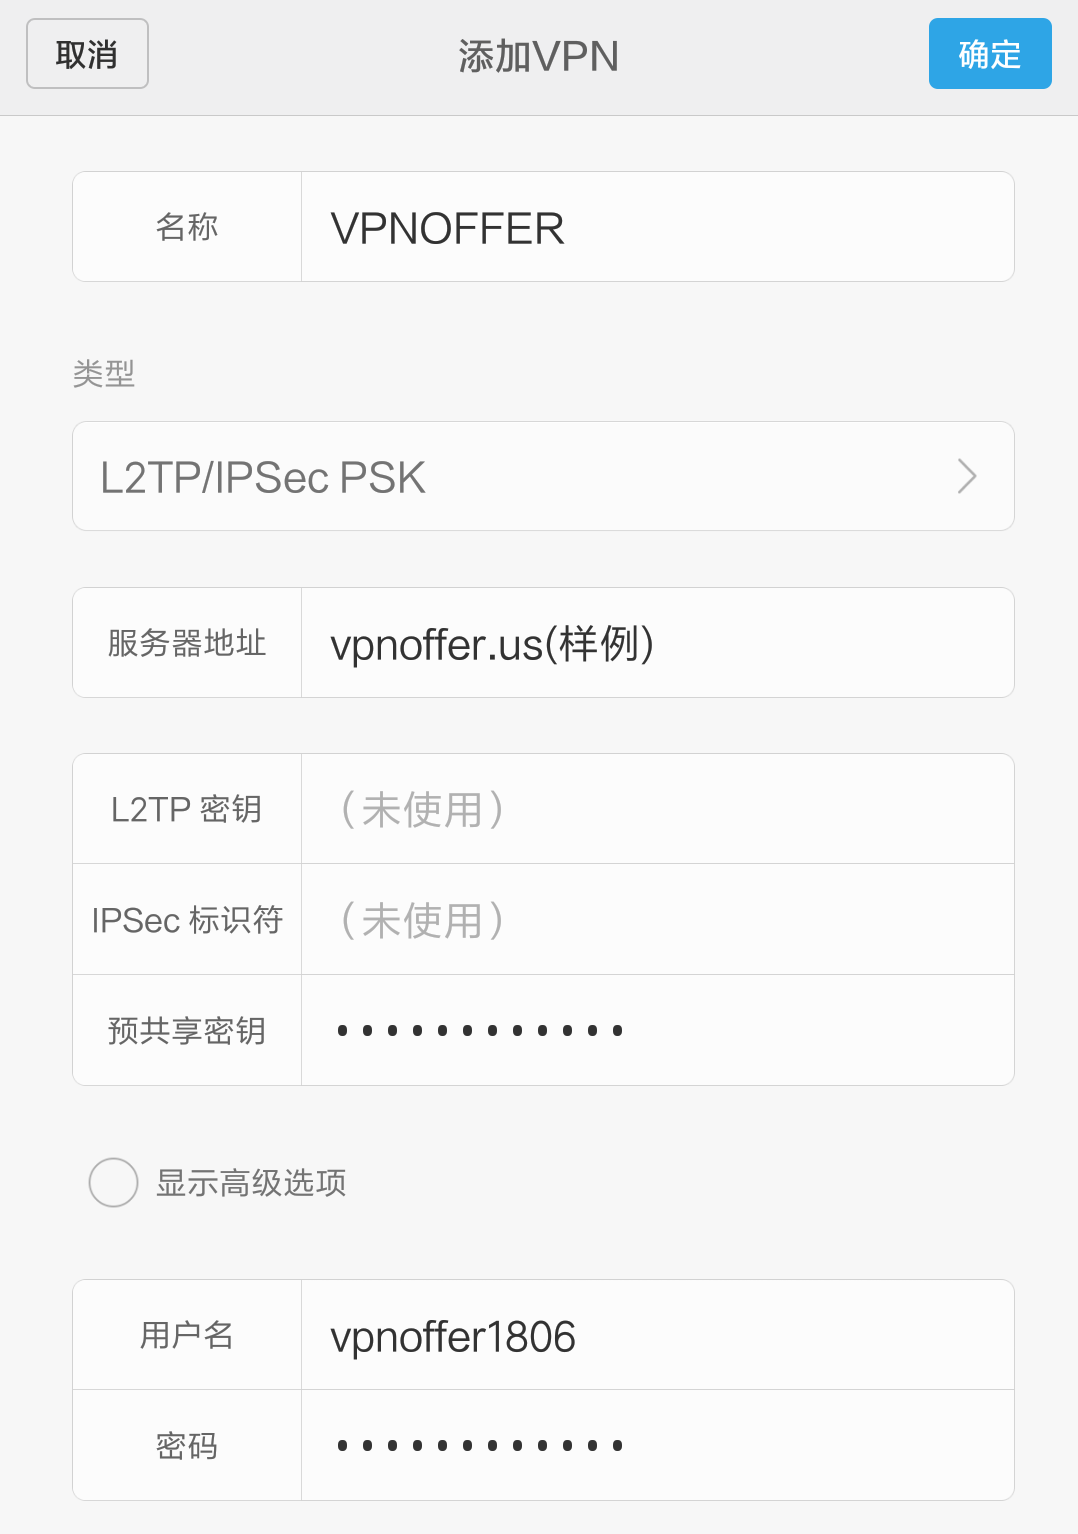 取消 添加VPN 确定
名称 VPNOFFER
类型
L2TP/IPSec PSK
服务器地址 vpnoffer.us(样例)
L2TP 密钥 （未使用）
IPSec 标识符 （未使用）
预共享密钥 ············
显示高级选项
用户名 vpnoffer1806
密码 ············